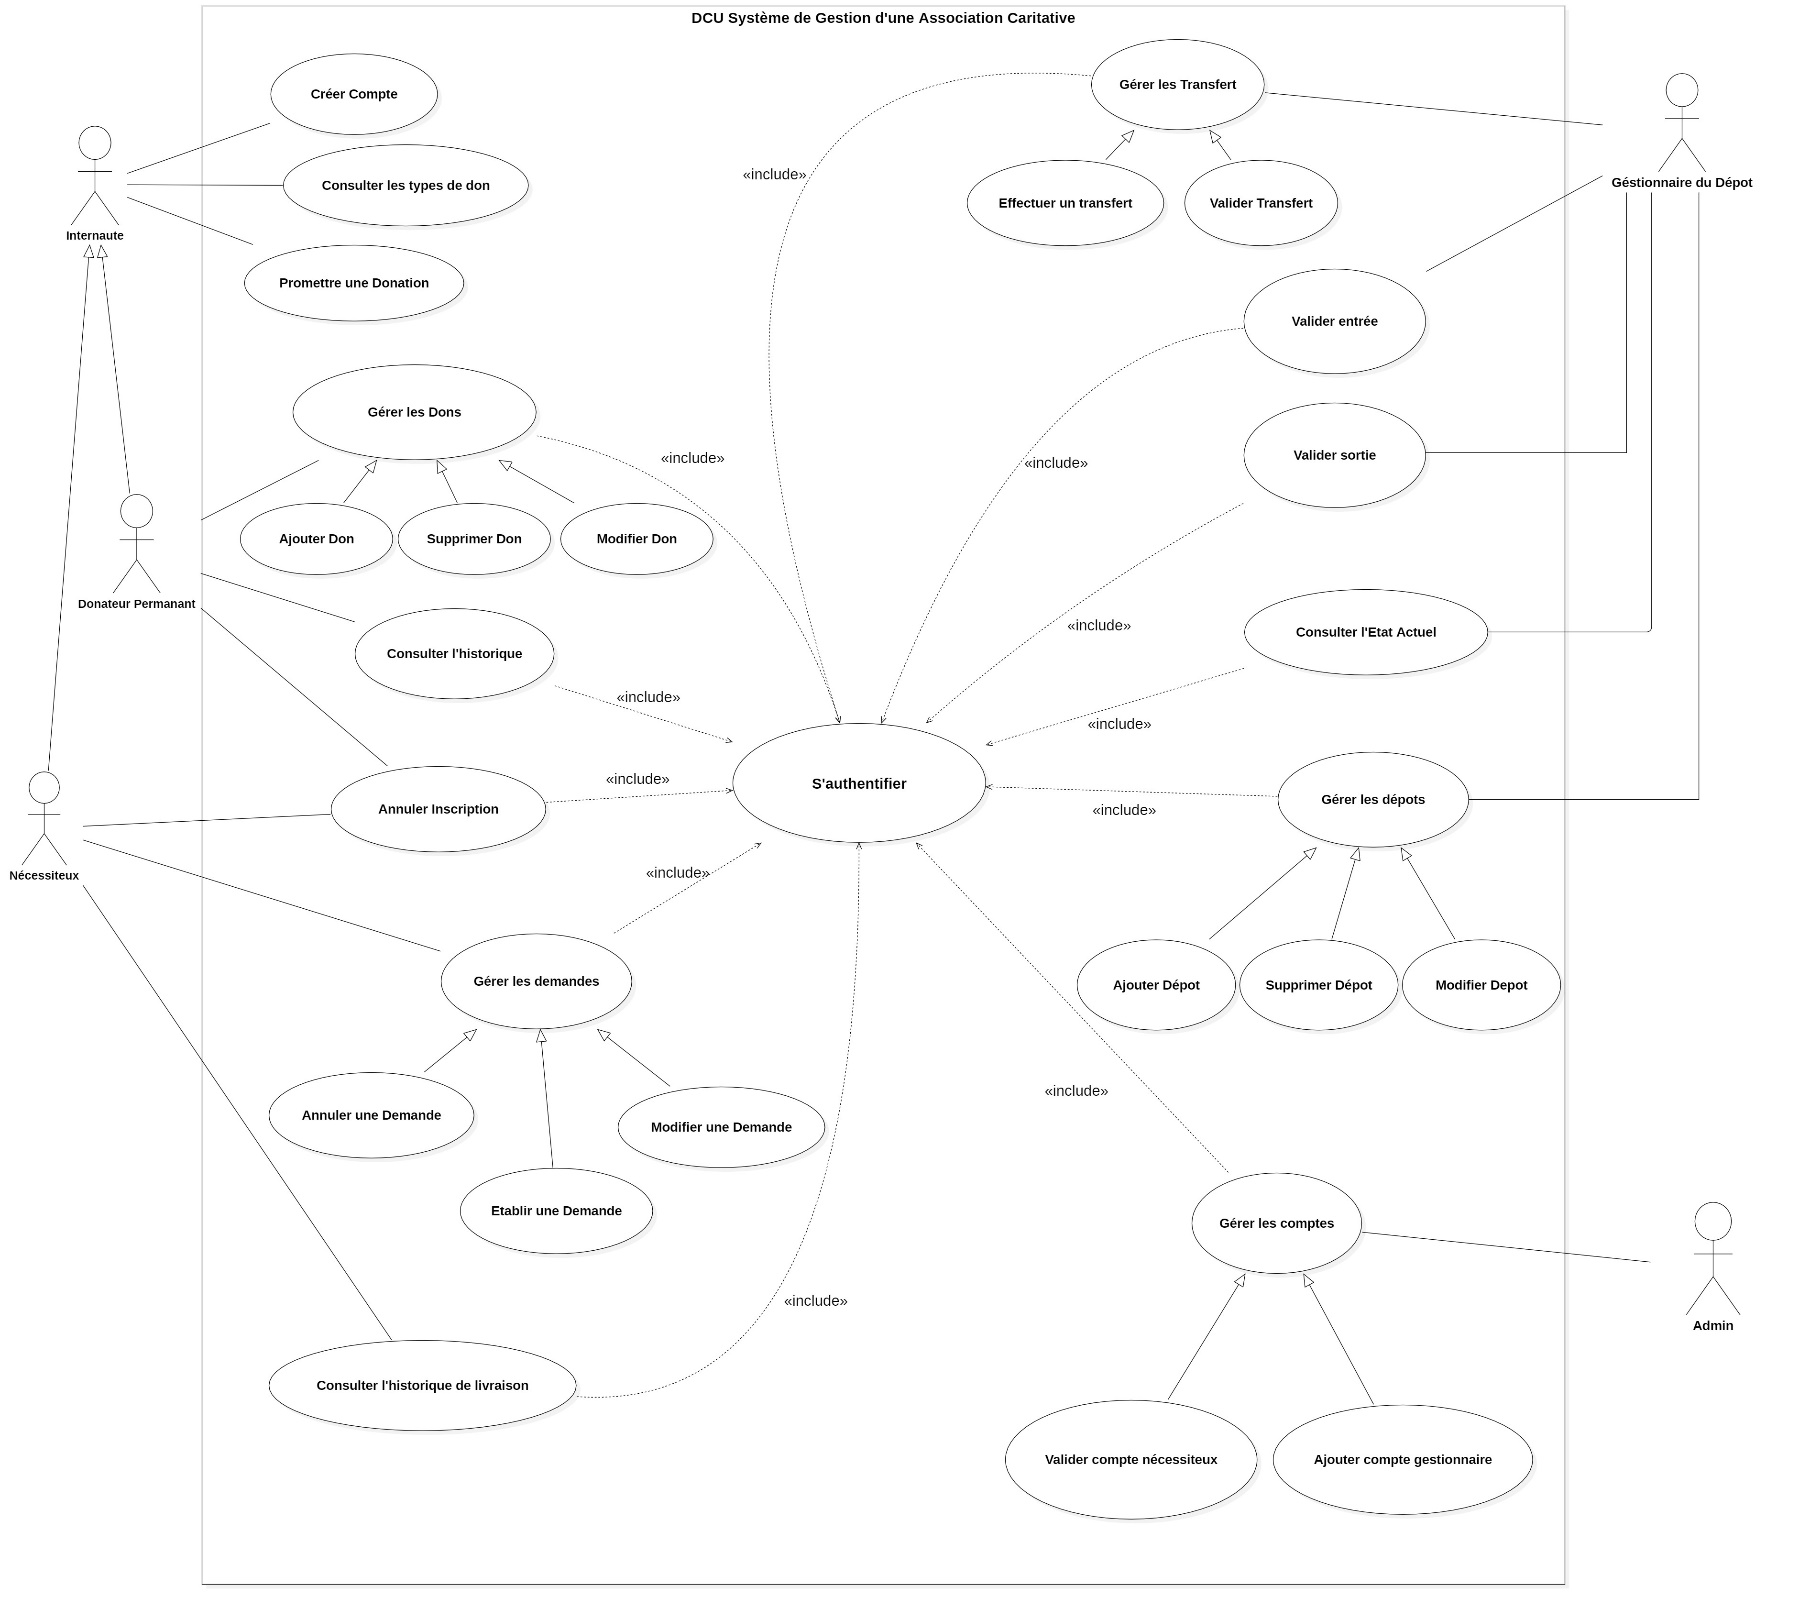 DCU Système de Gestion d'une Association Caritative
Créer Compte
Gérer les Transfert
«include»
Consulter les types de don
Effectuer un transfert
Valider Transfert
Géstionnaire du Dépot
Internaute
Promettre une Donation
Valider entrée
Gérer les Dons
«include»
«include»
Valider sortie
Ajouter Don
Supprimer Don
Modifier Don
Donateur Permanant
«include»
Consulter l'historique
Consulter l'Etat Actuel
«include»
«include»
S'authentifier
«include»
Annuler Inscription
«include»
Gérer les dépots
Nécessiteux
«include»
Gérer les demandes
Ajouter Dépot
Supprimer Dépot
Modifier Depot
«include»
Annuler une Demande
Modifier une Demande
Etablir une Demande
Gérer les comptes
«include»
Admin
Consulter l'historique de livraison
Valider compte nécessiteux
Ajouter compte gestionnaire